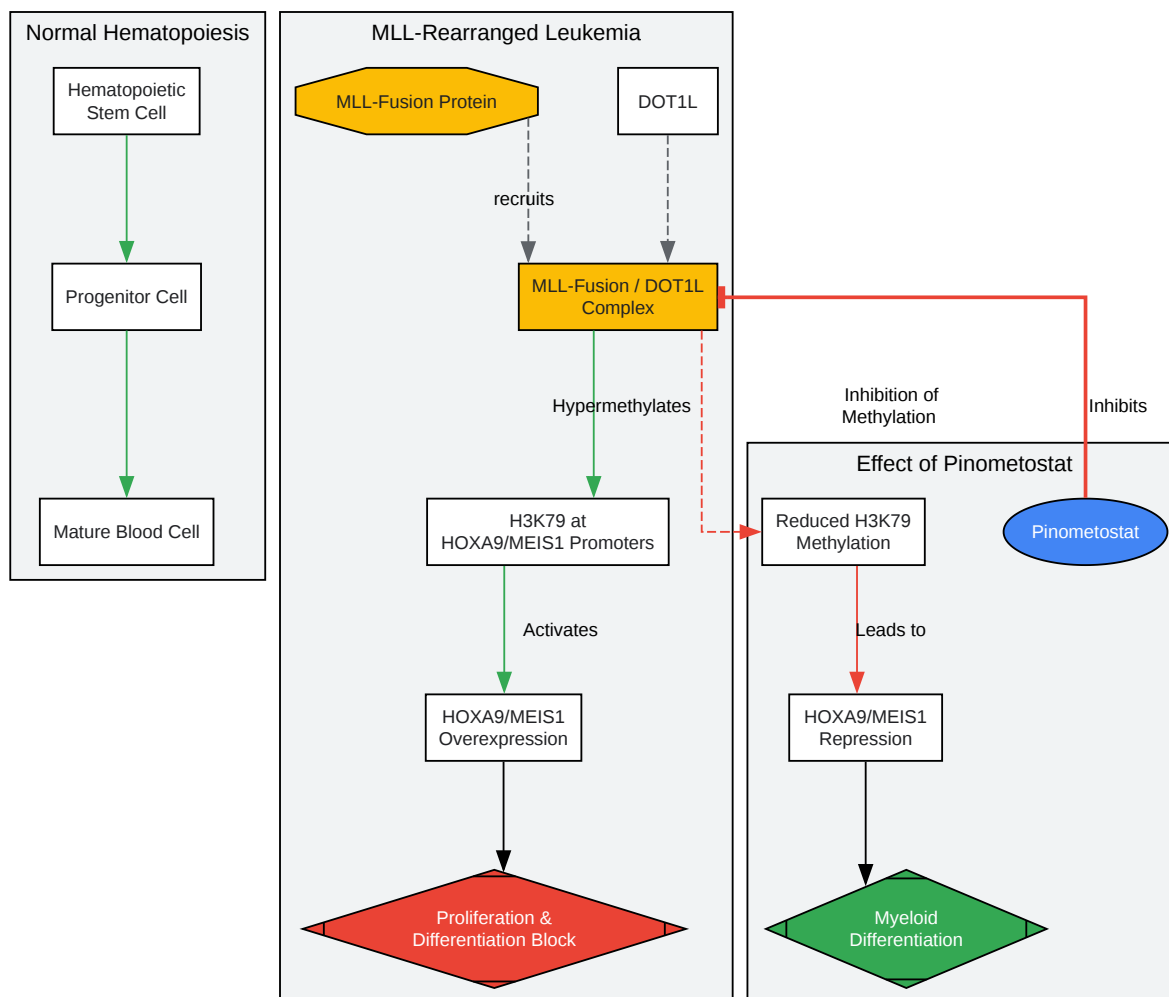 Normal Hematopoiesis
Hematopoietic
Stem Cell
Progenitor Cell
Mature Blood Cell
MLL-Rearranged Leukemia
MLL-Fusion Protein
DOT1L
recruits
MLL-Fusion / DOT1L
Complex
Hypermethylates
H3K79 at
HOXA9/MEIS1 Promoters
Activates
HOXA9/MEIS1
Overexpression
Proliferation &
Differentiation Block
Inhibition of
Methylation
Inhibits
Effect of Pinometostat
Reduced H3K79
Methylation
Pinometostat
Leads to
HOXA9/MEIS1
Repression
Myeloid
Differentiation